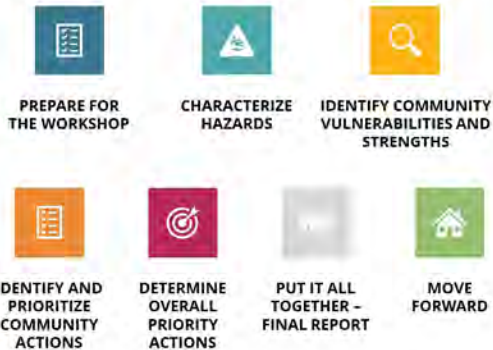 PREPARE FOR
THE WORKSHOP
CHARACTERIZE
HAZARDS
IDENTIFY COMMUNITY
VULNERABILITIES AND
STRENGTHS
DENTIFY AND
PRIORITIZE
COMMUNITY
ACTIONS
DETERMINE
OVERALL
PRIORITY
ACTIONS
PUT IT ALL
TOGETHER –
FINAL REPORT
MOVE
FORWARD